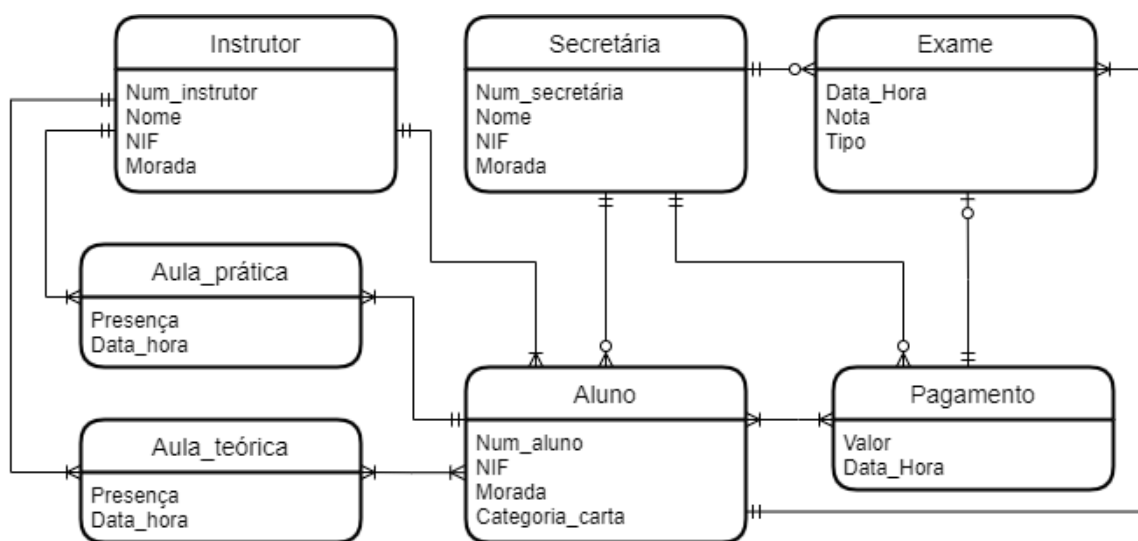 Instrutor
Num_instrutor
Nome
NIF
Morada
Secretária
Num_secretária
Nome
NIF
Morada
Exame
Data_Hora
Nota
Tipo
Aula_prática
Presença
Data_hora
Aula_teórica
Presença
Data_hora
Aluno
Num_aluno
NIF
Morada
Categoria_carta
Pagamento
Valor
Data_Hora